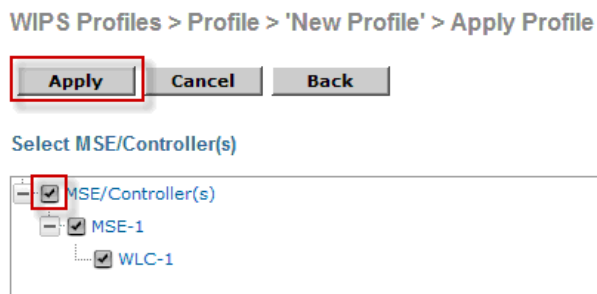 WIPS Profiles > Profile > 'New Profile' > Apply Profile
Apply Cancel Back
Select MSE/Controller(s)
MSE/Controller(s)
MSE-1
WLC-1